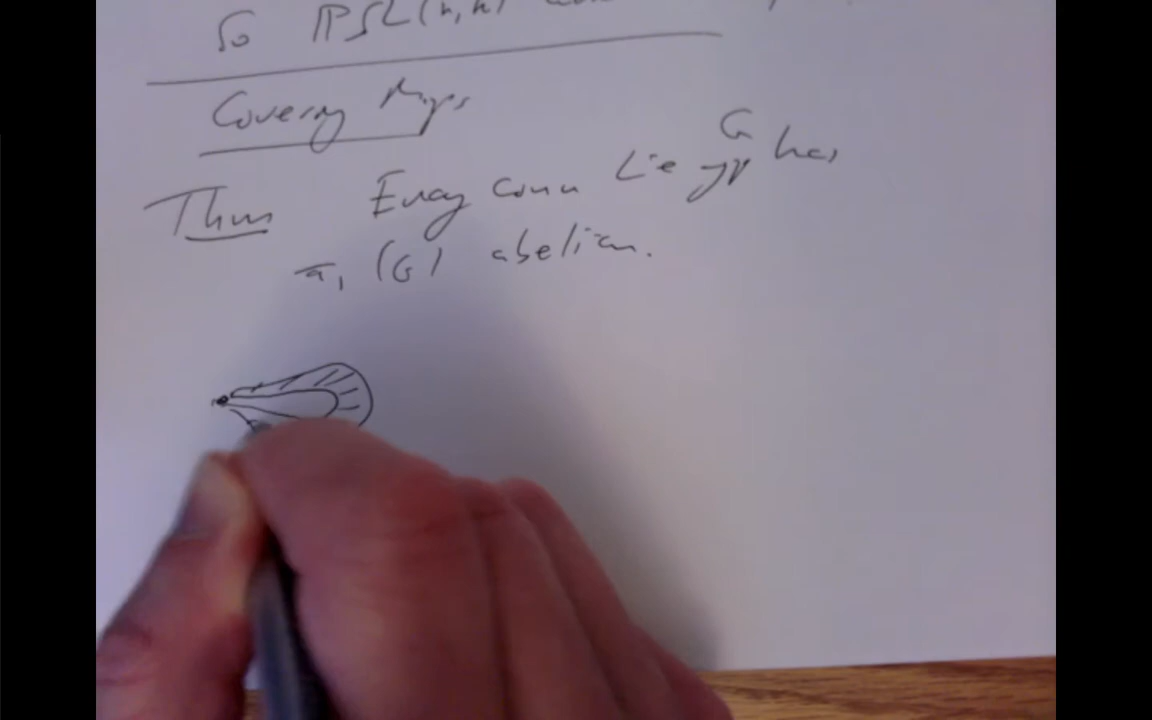 So PSL(n,
Covering Maps
Thm Every conn Lie gp G has
π₁ (G) abelian.